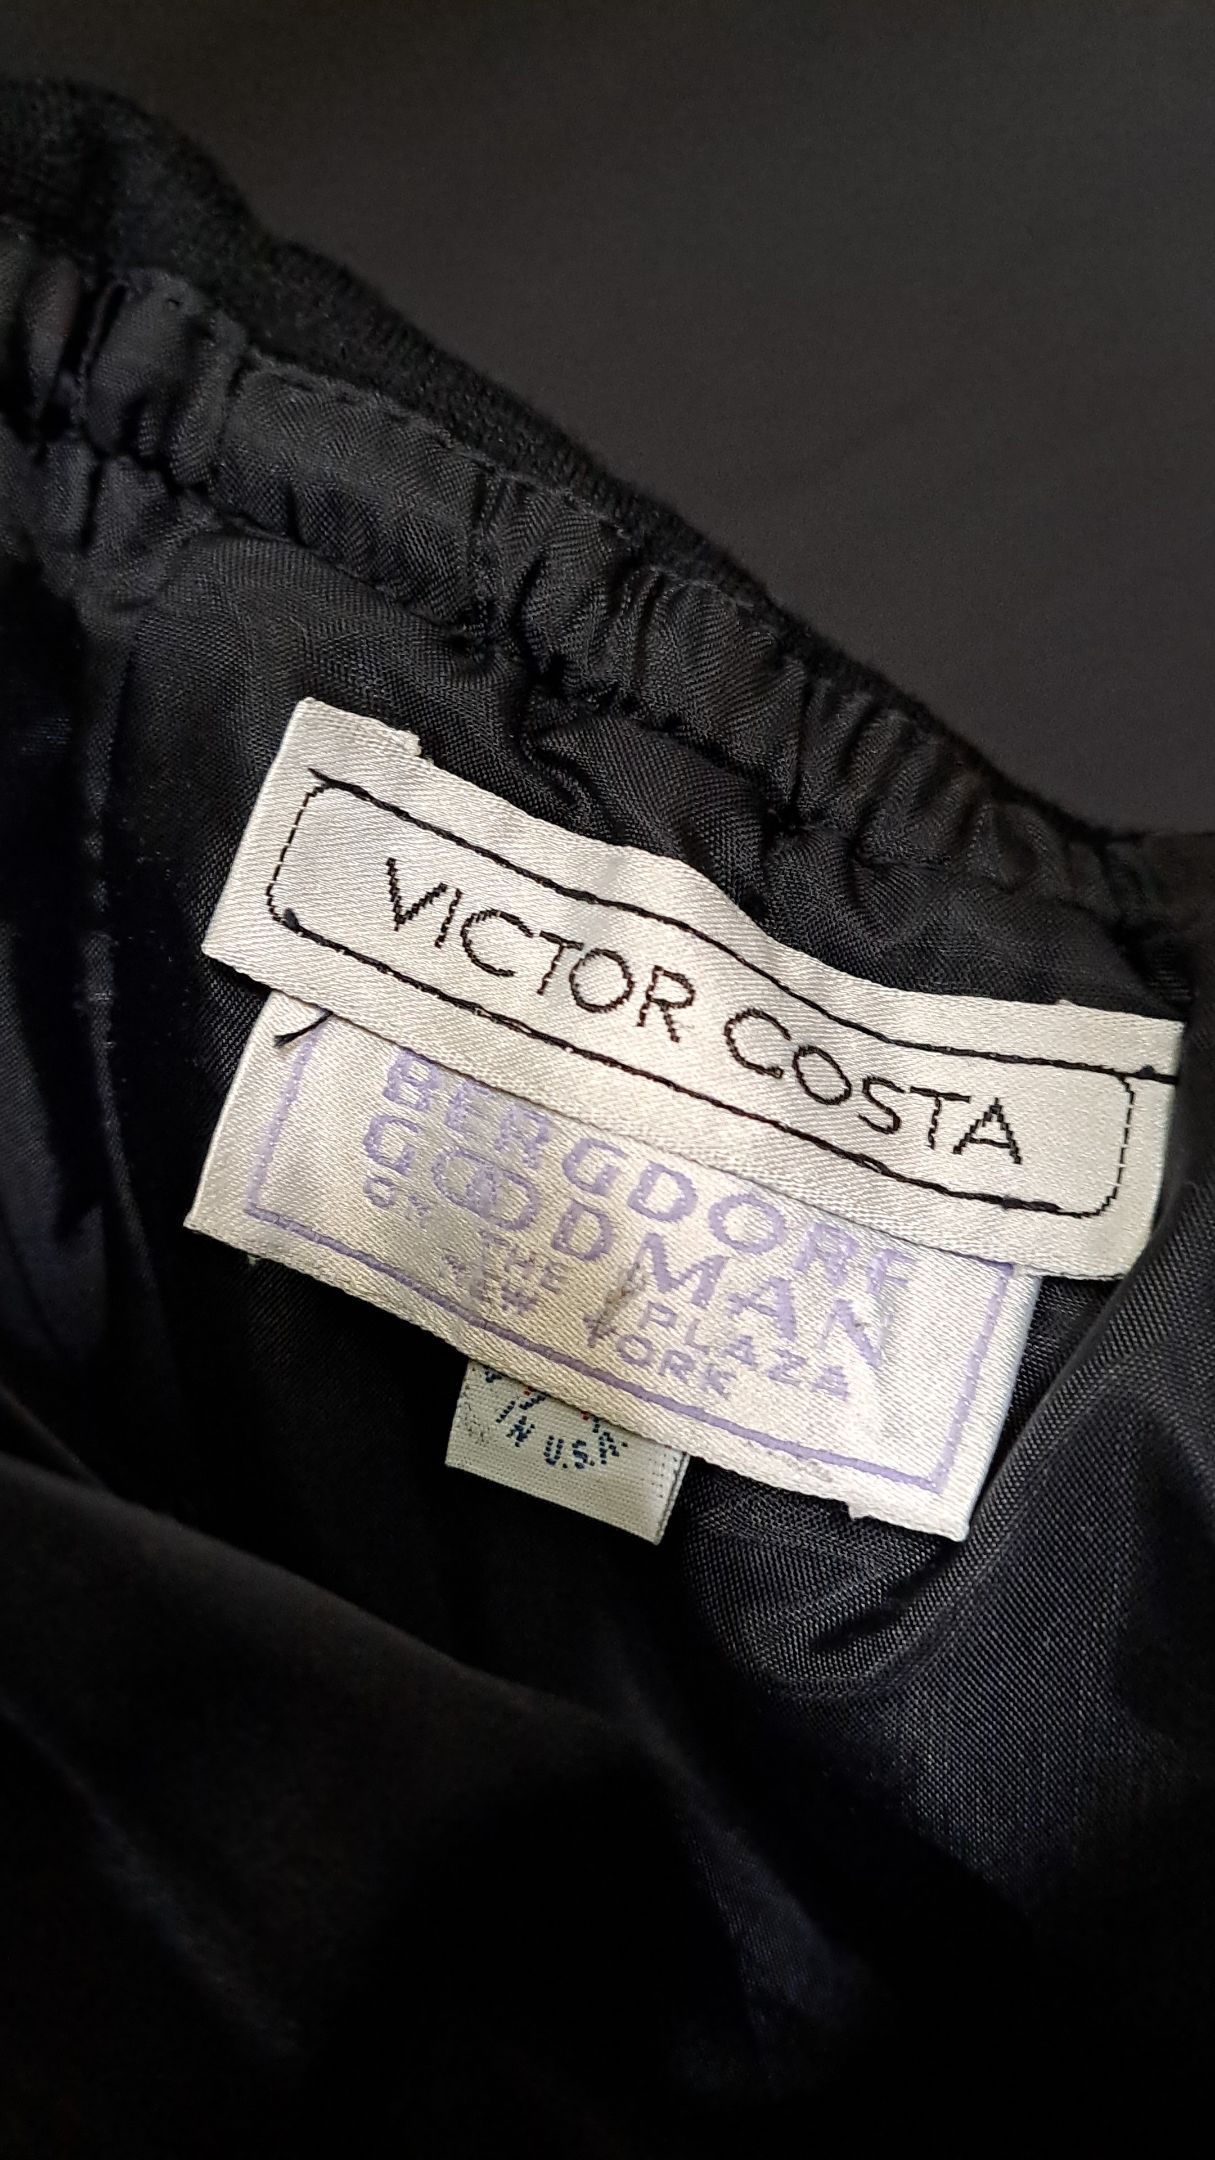 VICTOR COSTA
BERGDORF
GOODMAN
ON THE PLAZA
NEW YORK
IN U.S.A.